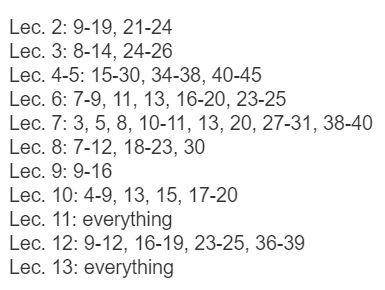 Lec. 2: 9-19, 21-24
Lec. 3: 8-14, 24-26
Lec. 4-5: 15-30, 34-38, 40-45
Lec. 6: 7-9, 11, 13, 16-20, 23-25
Lec. 7: 3, 5, 8, 10-11, 13, 20, 27-31, 38-40
Lec. 8: 7-12, 18-23, 30
Lec. 9: 9-16
Lec. 10: 4-9, 13, 15, 17-20
Lec. 11: everything
Lec. 12: 9-12, 16-19, 23-25, 36-39
Lec. 13: everything